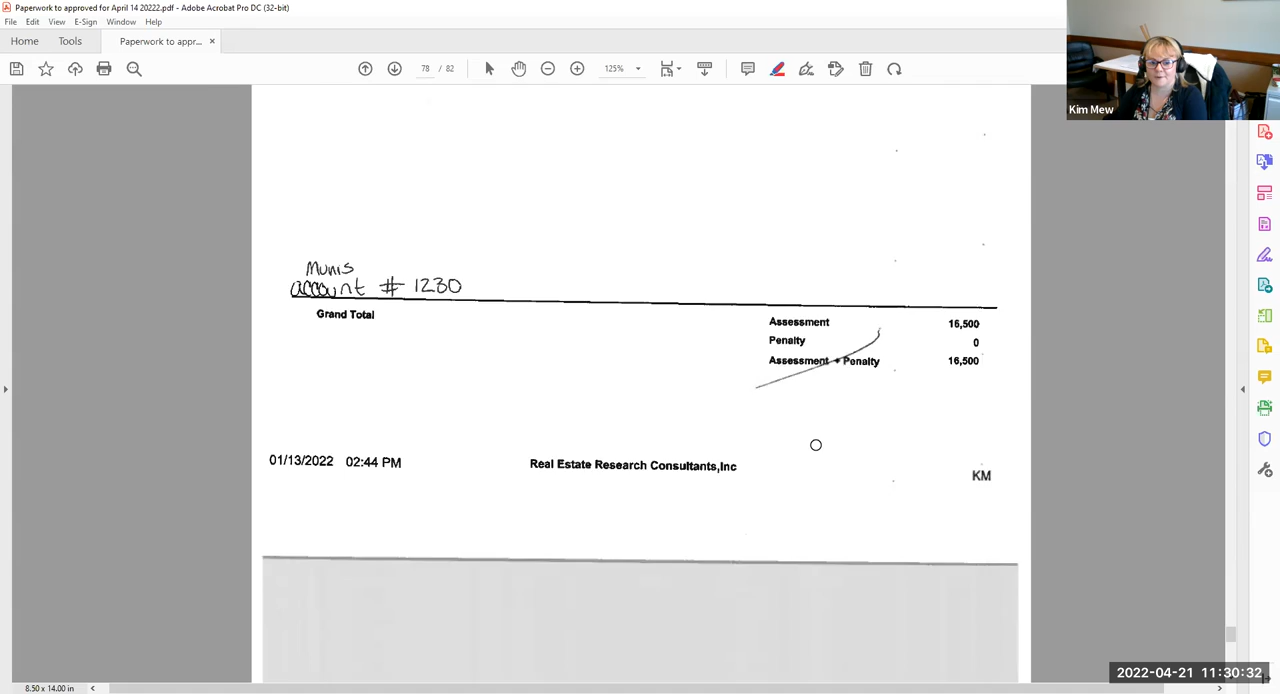 Paperwork to approved for April 14 20222.pdf - Adobe Acrobat Pro DC (32-bit)
File Edit View E-Sign Window Help
Home Tools Paperwork to appr... ×
78 / 82 125%
Kim Mew
Munis
account # 1230
Grand Total
Assessment 16,500
Penalty 0
Assessment + Penalty 16,500
01/13/2022 02:44 PM Real Estate Research Consultants,Inc
KM
2022-04-21 11:30:32
8.50 x 14.00 in